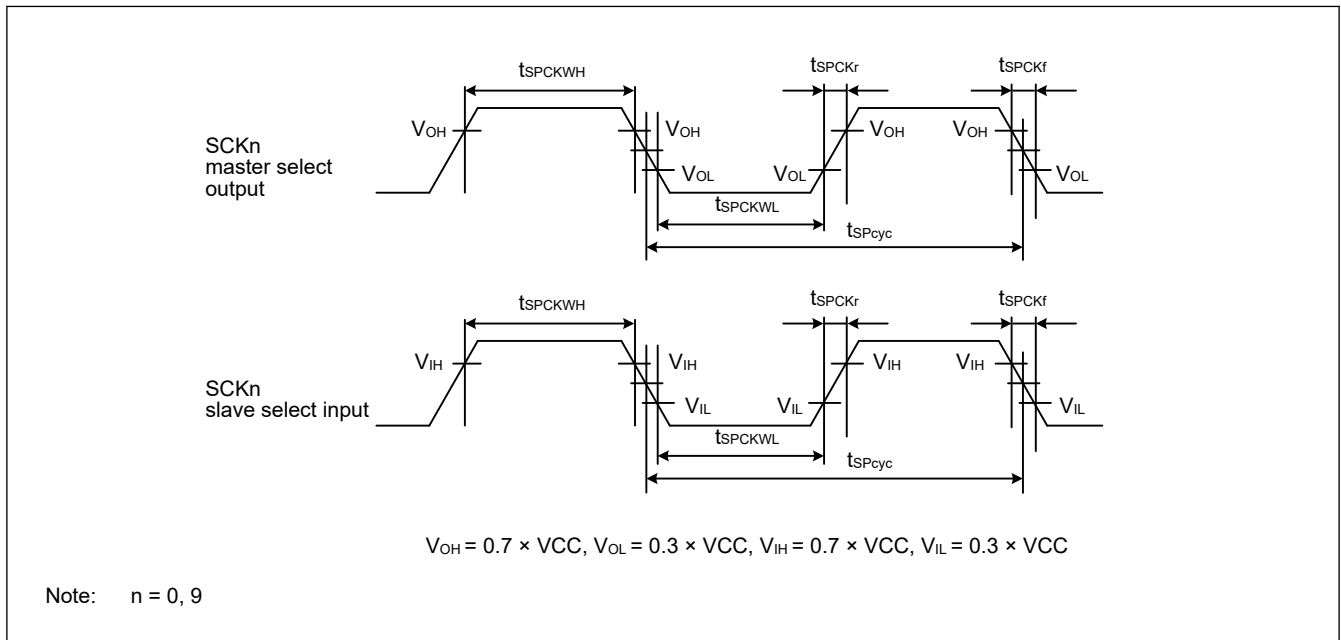 tSPCKWH
tSPCKr
tSPCKf
VOH
VOH
VOH
VOH
SCKn
master select
output
VOL
VOL
VOL
tSPCKWL
tSPcyc
tSPCKWH
tSPCKr
tSPCKf
VIH
VIH
VIH
VIH
SCKn
slave select input
VIL
VIL
VIL
tSPCKWL
tSPcyc
VOH = 0.7 × VCC, VOL = 0.3 × VCC, VIH = 0.7 × VCC, VIL = 0.3 × VCC
Note: n = 0, 9